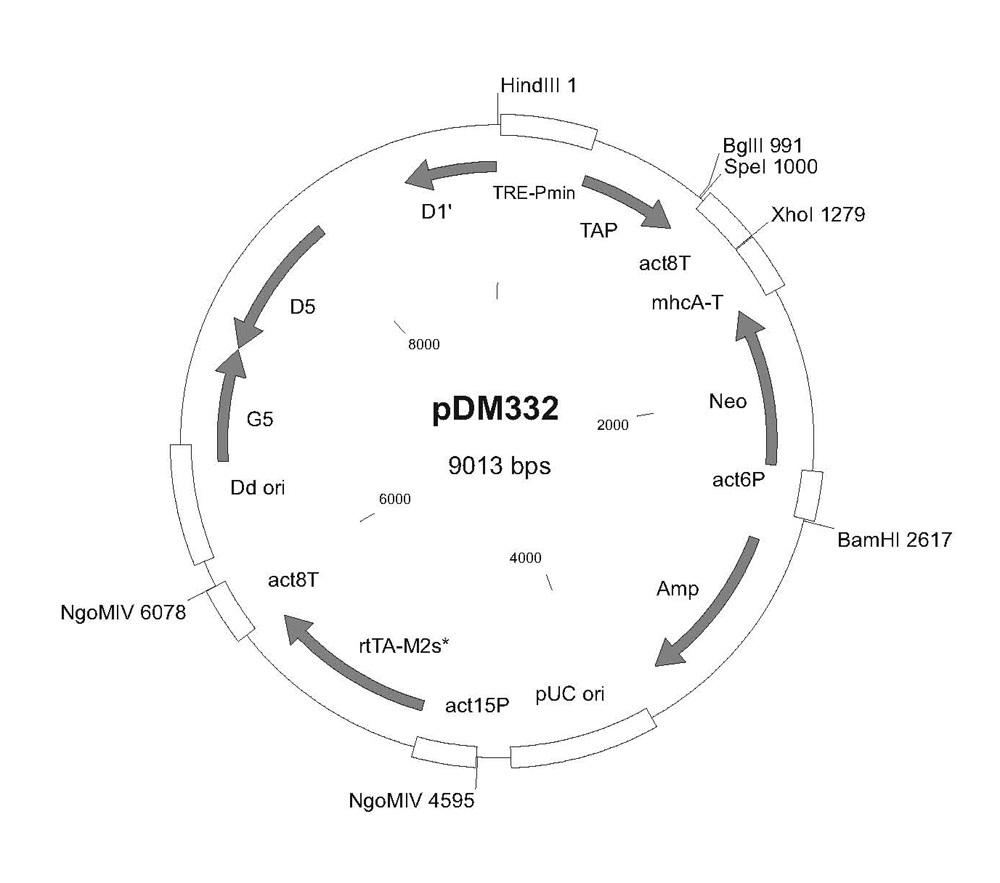 HindIII 1
BglII 991
SpeI 1000
TRE-Pmin
D1'
XhoI 1279
TAP
act8T
mhcA-T
D5
8000
pDM332
Neo
2000
G5
9013 bps
act6P
Dd ori
6000
BamHI 2617
4000
act8T
Amp
NgoMIV 6078
rtTA-M2s*
pUC ori
act15P
NgoMIV 4595